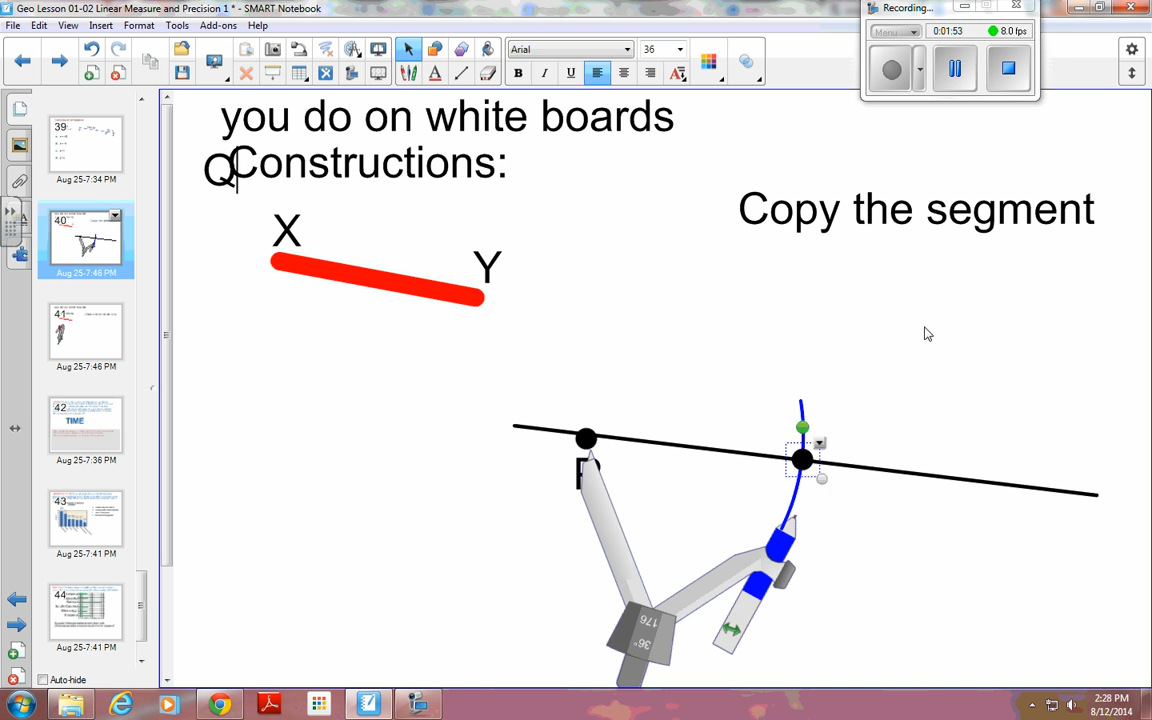 Geo Lesson 01-02 Linear Measure and Precision 1 * - SMART Notebook
Recording...
File Edit View Insert Format Tools Add-ons Help
Menu
0:01:53 8.0 fps
Arial 36
B I U A
you do on white boards
QConstructions:
X
Y
Copy the segment
P
176
36°
39
Aug 25-7:34 PM
40
Aug 25-7:46 PM
41
Aug 25-7:46 PM
42
TIME
Aug 25-7:36 PM
43
Aug 25-7:41 PM
44
Aug 25-7:41 PM
Auto-hide
2:28 PM
8/12/2014